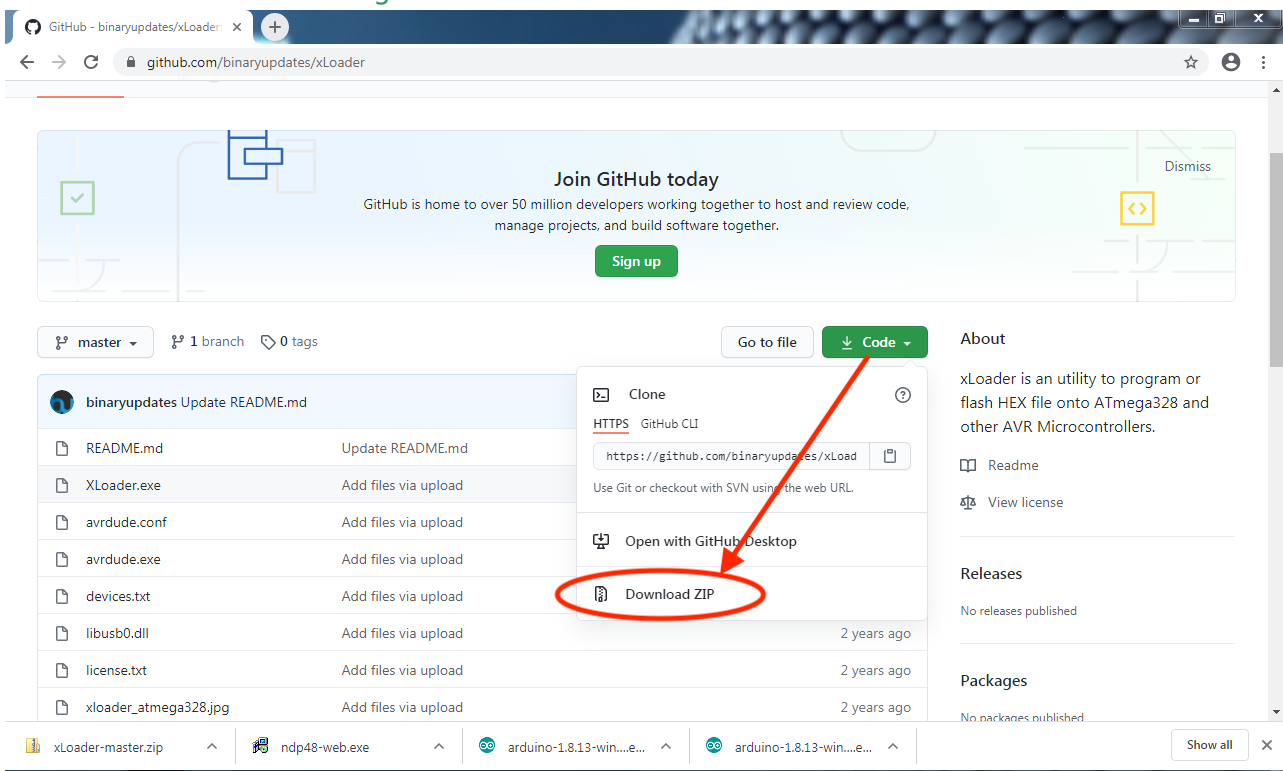 GitHub - binaryupdates/xLoader:
github.com/binaryupdates/xLoader
Join GitHub today
Dismiss
GitHub is home to over 50 million developers working together to host and review code,
manage projects, and build software together.
Sign up
master
1 branch
0 tags
Go to file
Code
About
xLoader is an utility to program or
flash HEX file onto ATmega328 and
other AVR Microcontrollers.
Readme
View license
Releases
No releases published
Packages
No packages published
binaryupdates Update README.md
README.md Update README.md
XLoader.exe Add files via upload
avrdude.conf Add files via upload
avrdude.exe Add files via upload
devices.txt Add files via upload
libusb0.dll Add files via upload 2 years ago
license.txt Add files via upload 2 years ago
xloader_atmega328.jpg Add files via upload 2 years ago
Clone
HTTPS GitHub CLI
https://github.com/binaryupdates/xLoad
Use Git or checkout with SVN using the web URL.
Open with GitHub Desktop
Download ZIP
xLoader-master.zip
ndp48-web.exe
arduino-1.8.13-win....e...
arduino-1.8.13-win....e...
Show all